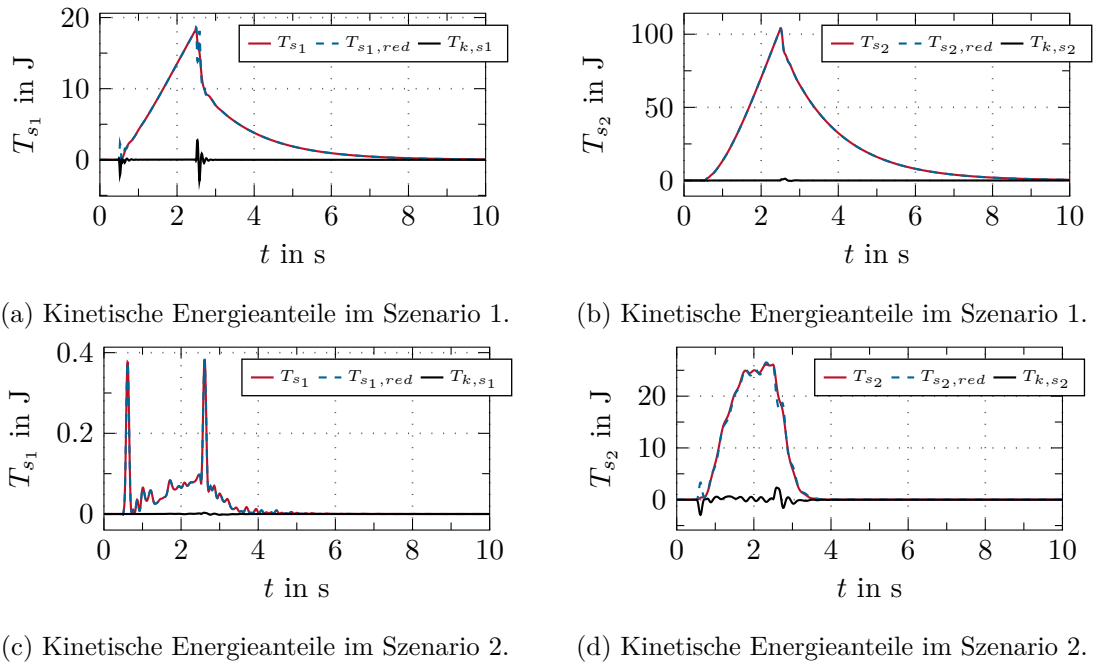 T_{s_1} in J
20
10
0
T_{s_1} T_{s_1,red} T_{k,s1}
0 2 4 6 8 10
t in s
(a) Kinetische Energieanteile im Szenario 1.
T_{s_2} in J
100
50
0
T_{s_2} T_{s_2,red} T_{k,s_2}
0 2 4 6 8 10
t in s
(b) Kinetische Energieanteile im Szenario 1.
T_{s_1} in J
0.4
0.2
0
T_{s_1} T_{s_1,red} T_{k,s_1}
0 2 4 6 8 10
t in s
(c) Kinetische Energieanteile im Szenario 2.
T_{s_2} in J
20
10
0
T_{s_2} T_{s_2,red} T_{k,s_2}
0 2 4 6 8 10
t in s
(d) Kinetische Energieanteile im Szenario 2.